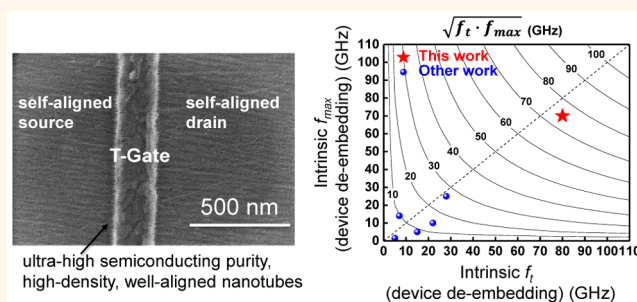 self-aligned
source
self-aligned
drain
T-Gate
500 nm
ultra-high semiconducting purity,
high-density, well-aligned nanotubes
√f_t · f_max (GHz)
This work
Other work
Intrinsic f_max
(device de-embedding) (GHz)
110
100
90
80
70
60
50
40
30
20
10
0
100
90
80
70
60
50
40
30
20
10
0 10 20 30 40 50 60 70 80 90 100 110
Intrinsic f_t
(device de-embedding) (GHz)